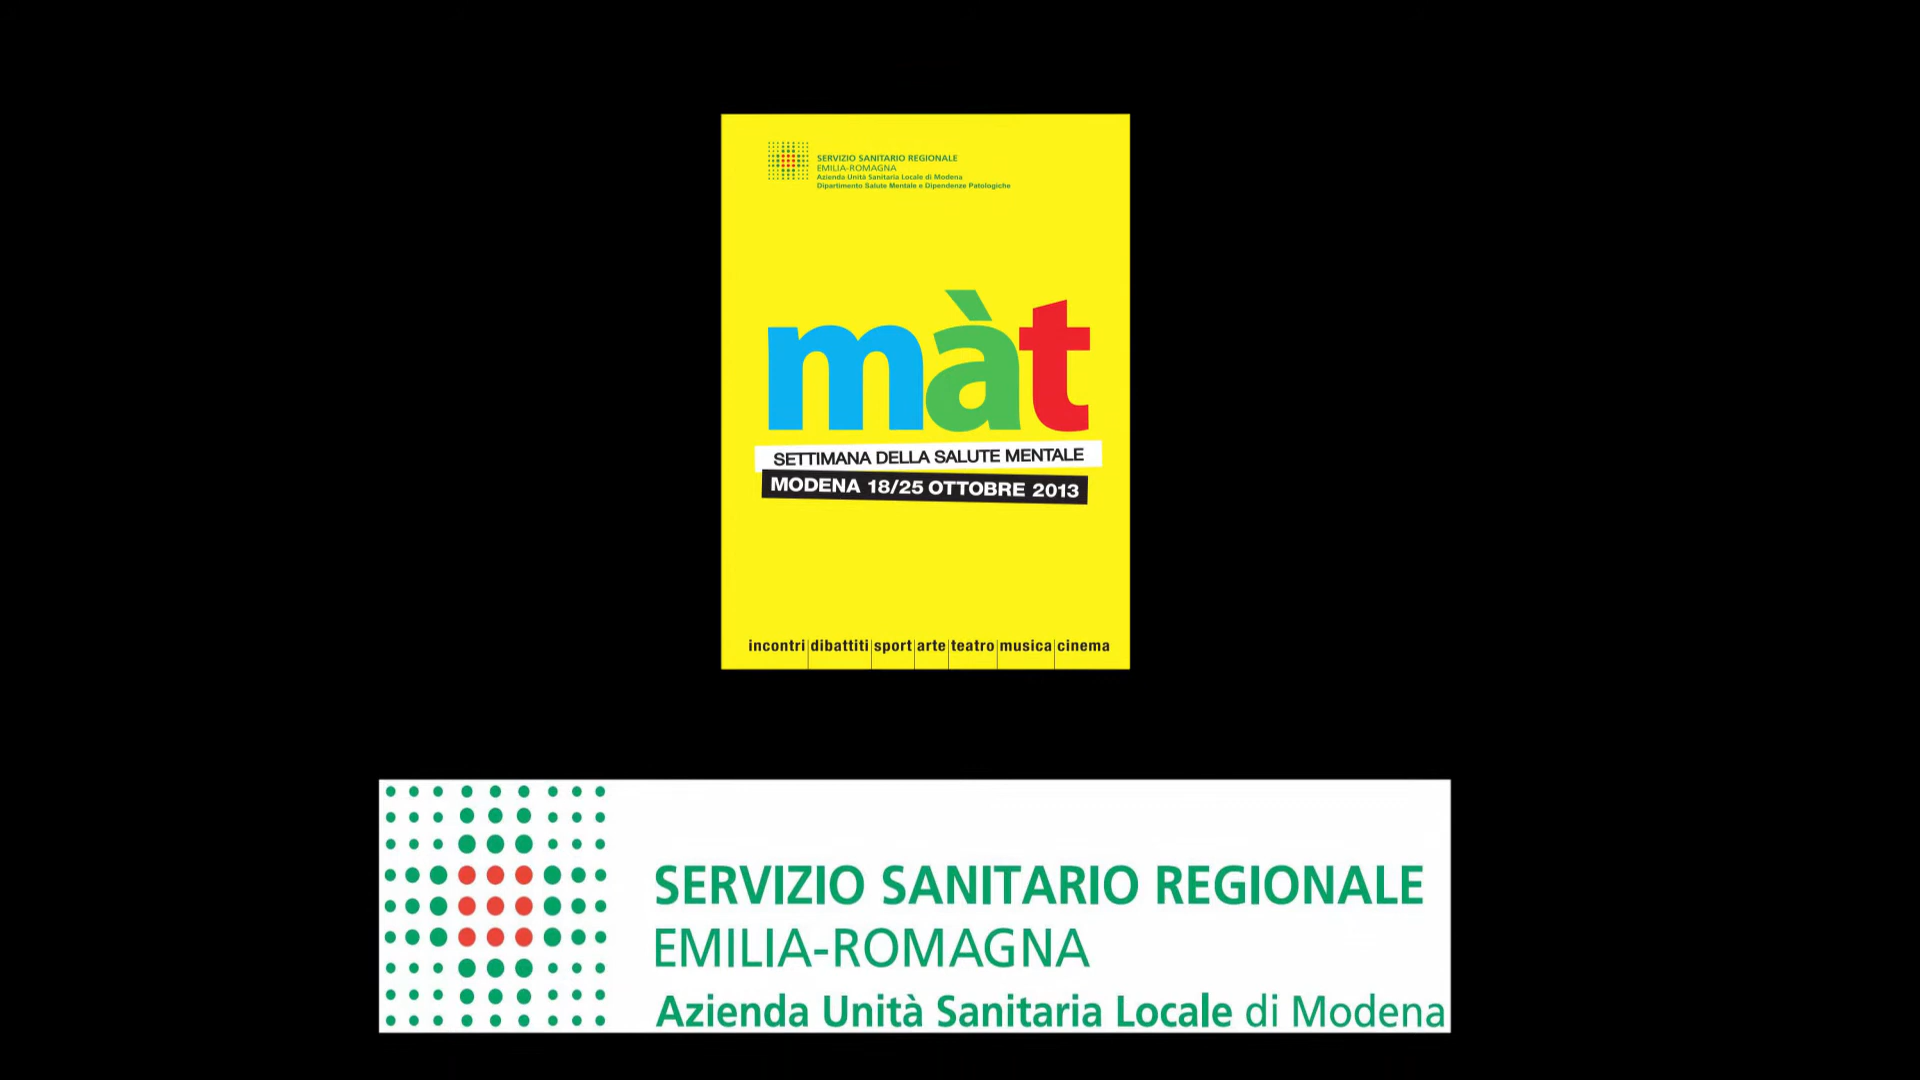 SERVIZIO SANITARIO REGIONALE
EMILIA-ROMAGNA
Azienda Unità Sanitaria Locale di Modena
Dipartimento Salute Mentale e Dipendenze Patologiche
màt
SETTIMANA DELLA SALUTE MENTALE
MODENA 18/25 OTTOBRE 2013
incontri dibattiti sport arte teatro musica cinema
SERVIZIO SANITARIO REGIONALE
EMILIA-ROMAGNA
Azienda Unità Sanitaria Locale di Modena